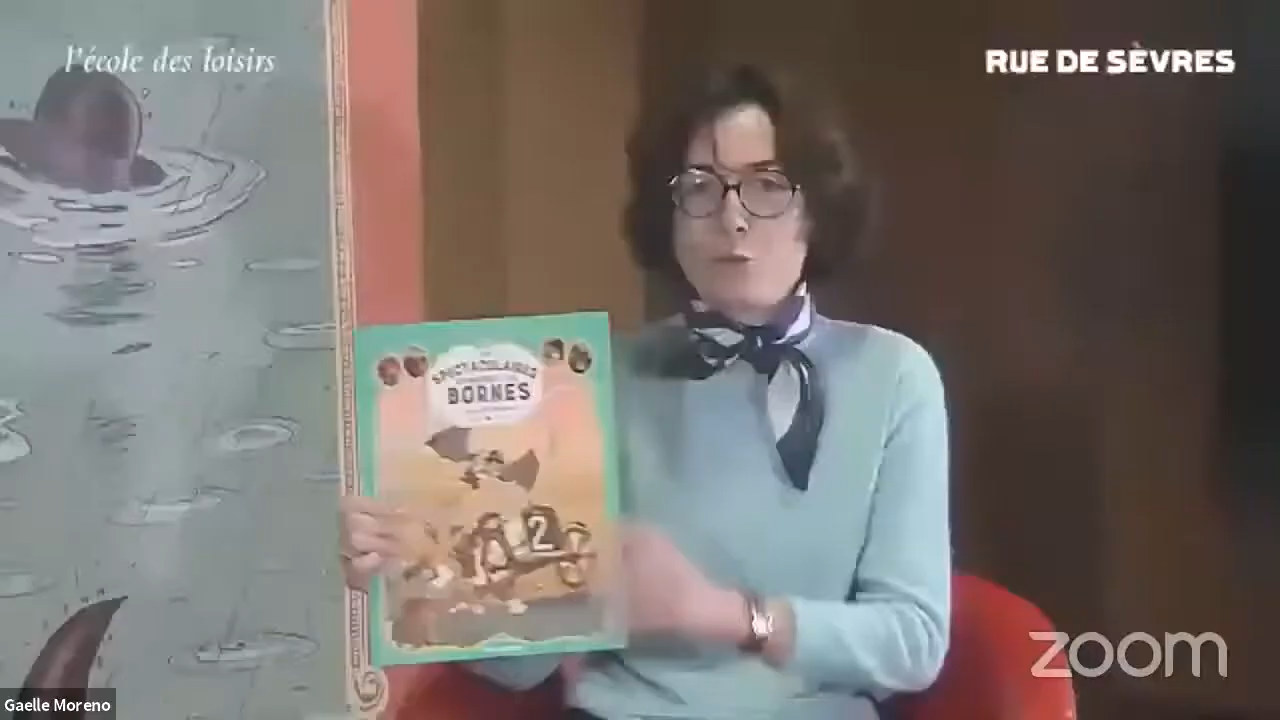 l'école des loisirs
RUE DE SÈVRES
SPECTACULAIRES
BORNES
2
zoom
Gaelle Moreno